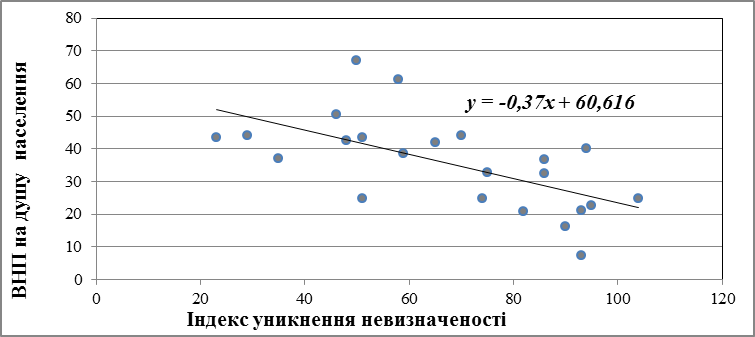 80
70
60
50
40
30
20
10
0
ВНП на душу населення
y = -0,37x + 60,616
0 20 40 60 80 100 120
Індекс уникнення невизначеності